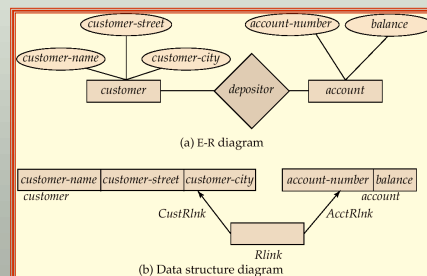 customer-street
account-number
balance
customer-name
customer-city
customer
depositor
account
(a) E-R diagram
customer-name customer-street customer-city
customer
account-number balance
account
CustRlnk
AcctRlnk
Rlink
(b) Data structure diagram